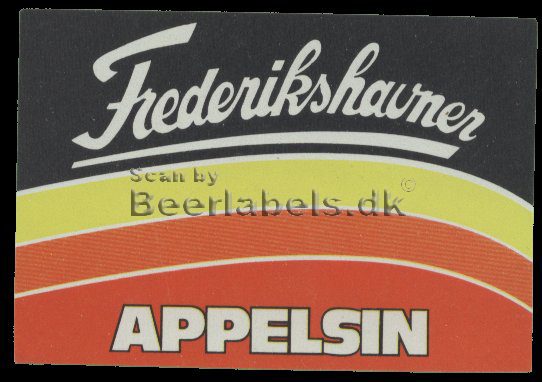 Frederikshavner
Scan by
Beerlabels.dk ©
APPELSIN